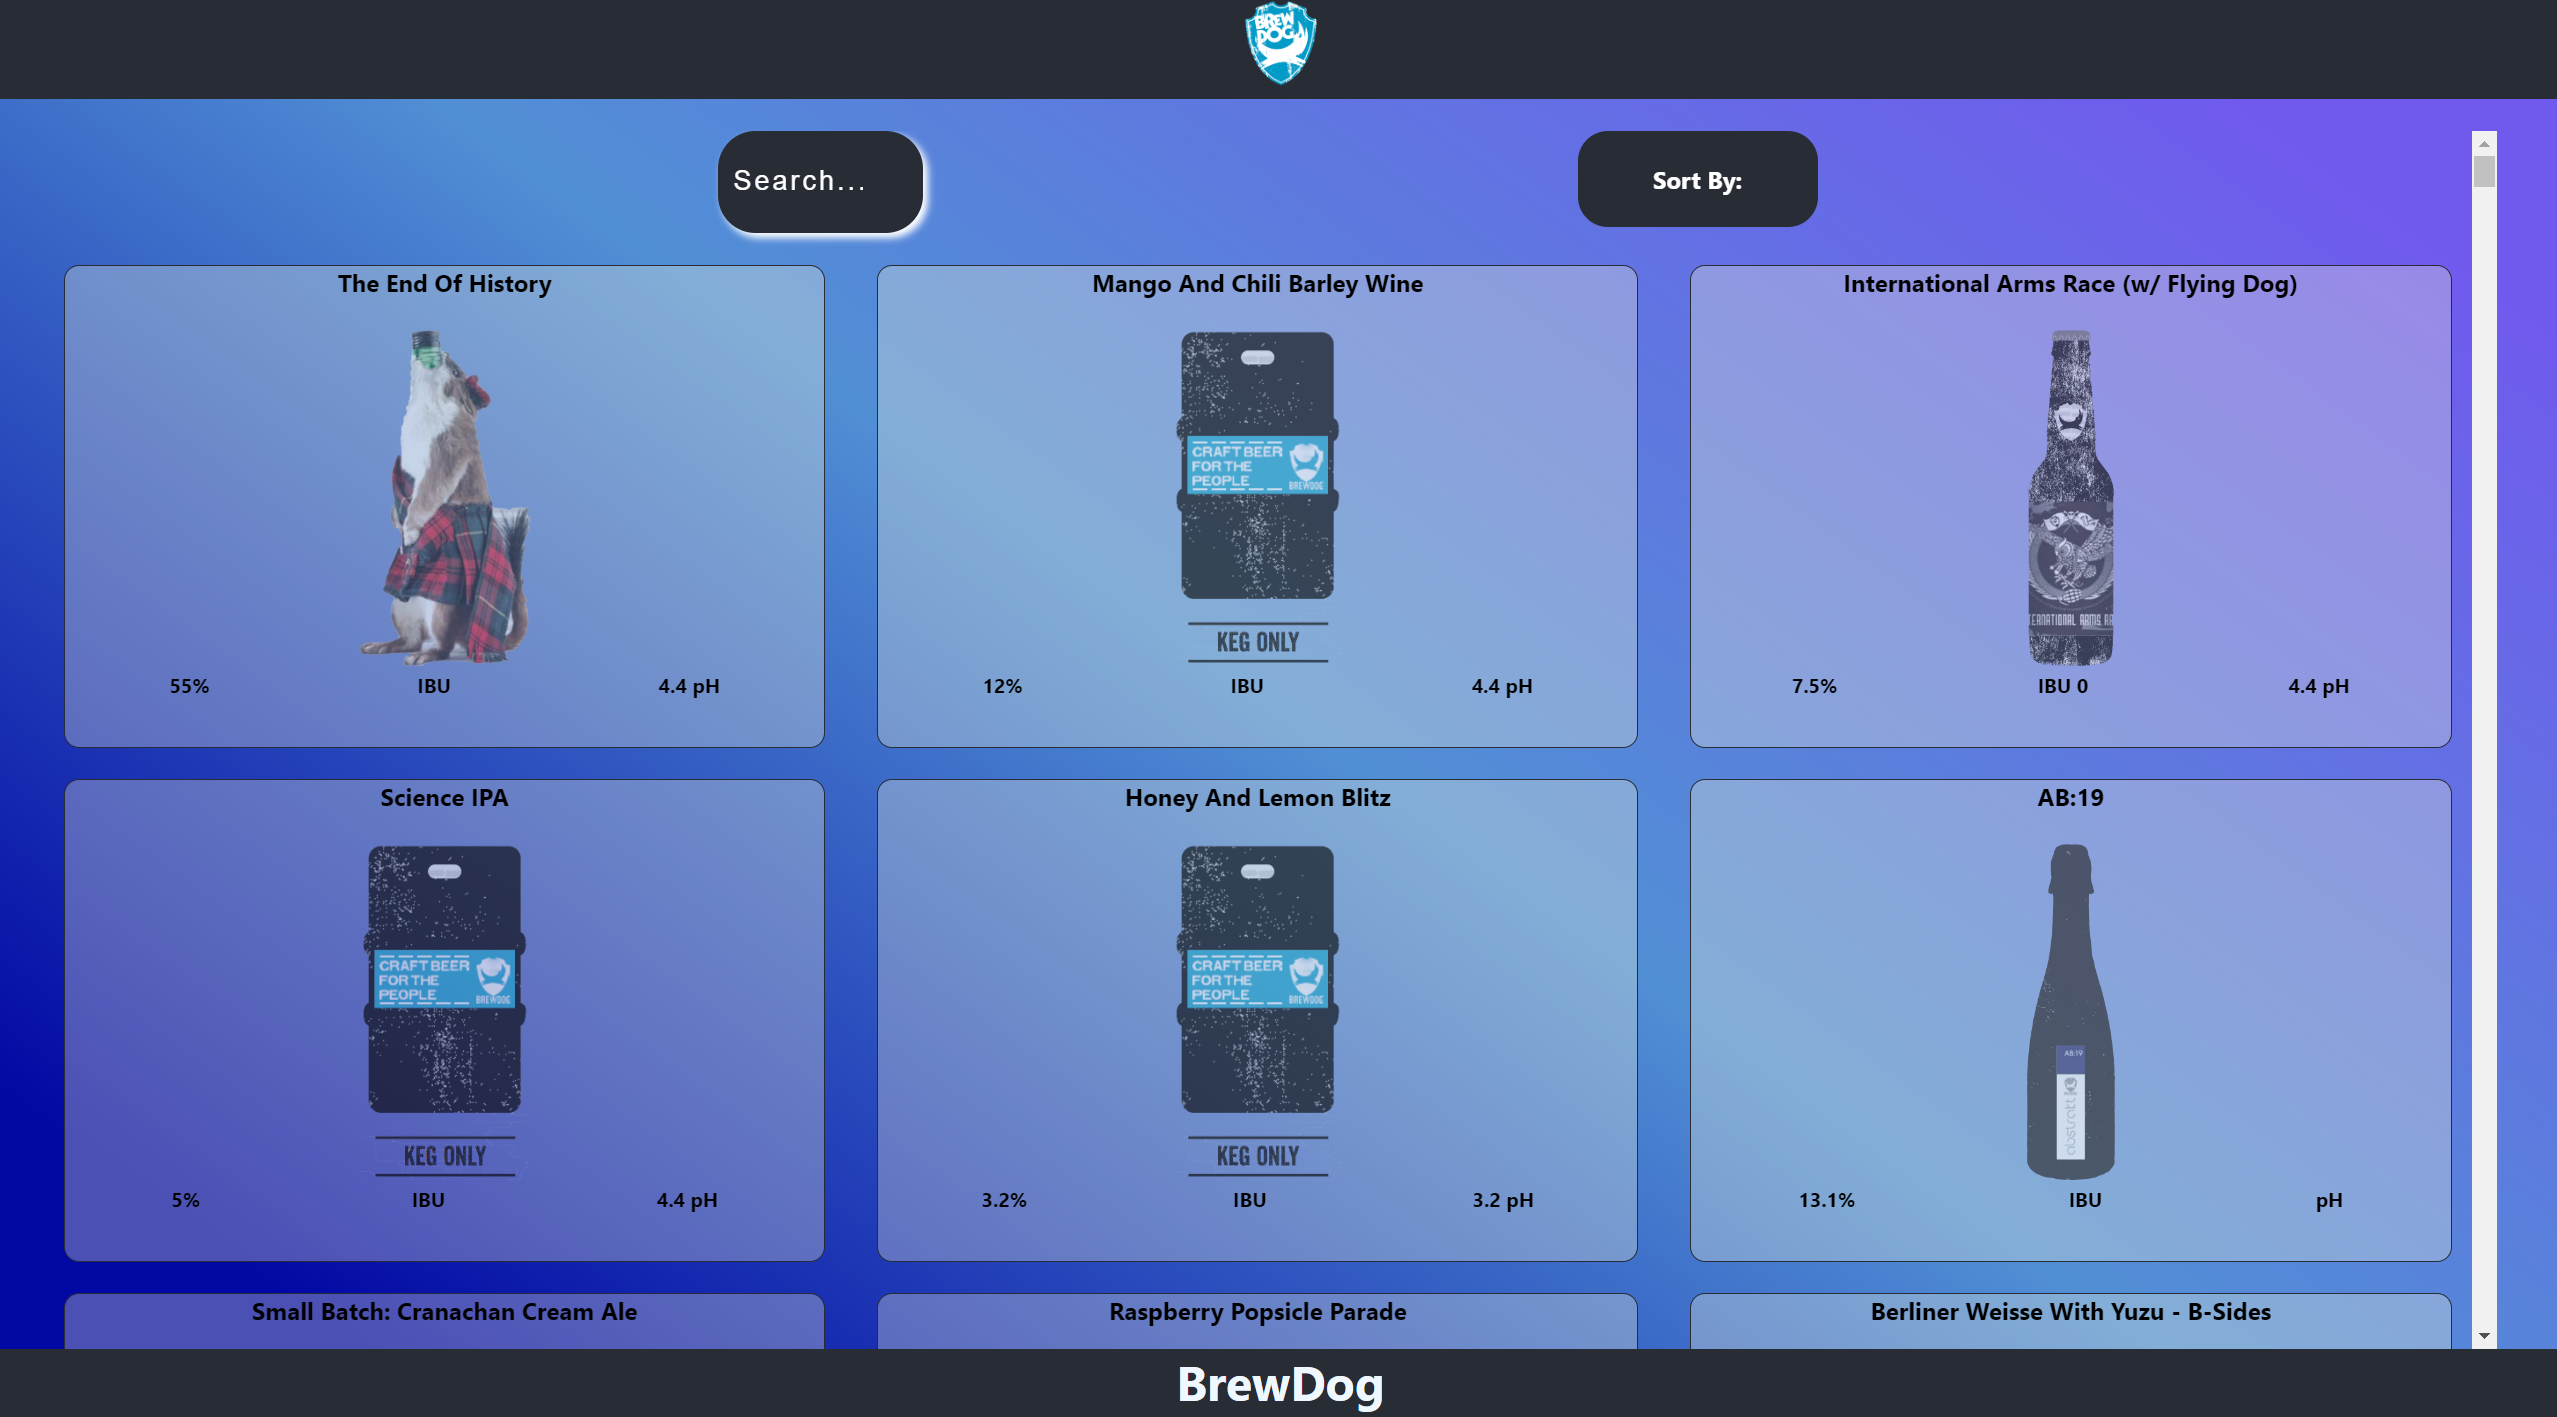 BREW
DOG
Search...
Sort By:
The End Of History
55%
IBU
4.4 pH
Mango And Chili Barley Wine
CRAFT BEER
FOR THE
PEOPLE
BREWDOG
KEG ONLY
12%
IBU
4.4 pH
International Arms Race (w/ Flying Dog)
ERNATIONAL ARMS RA
7.5%
IBU 0
4.4 pH
Science IPA
CRAFT BEER
FOR THE
PEOPLE
BREWDOG
KEG ONLY
5%
IBU
4.4 pH
Honey And Lemon Blitz
CRAFT BEER
FOR THE
PEOPLE
BREWDOG
KEG ONLY
3.2%
IBU
3.2 pH
AB:19
AB:19
abstrakt
13.1%
IBU
pH
Small Batch: Cranachan Cream Ale
Raspberry Popsicle Parade
Berliner Weisse With Yuzu - B-Sides
BrewDog